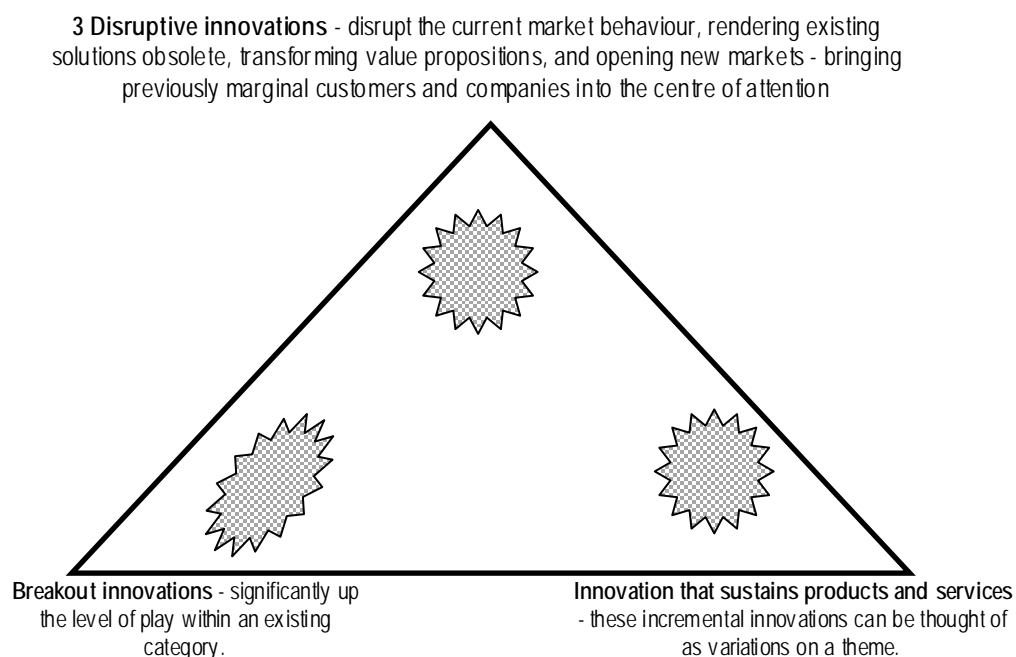 3 Disruptive innovations - disrupt the current market behaviour, rendering existing
solutions obsolete, transforming value propositions, and opening new markets - bringing
previously marginal customers and companies into the centre of attention
Breakout innovations - significantly up
the level of play within an existing
category.
Innovation that sustains products and services
- these incremental innovations can be thought of
as variations on a theme.